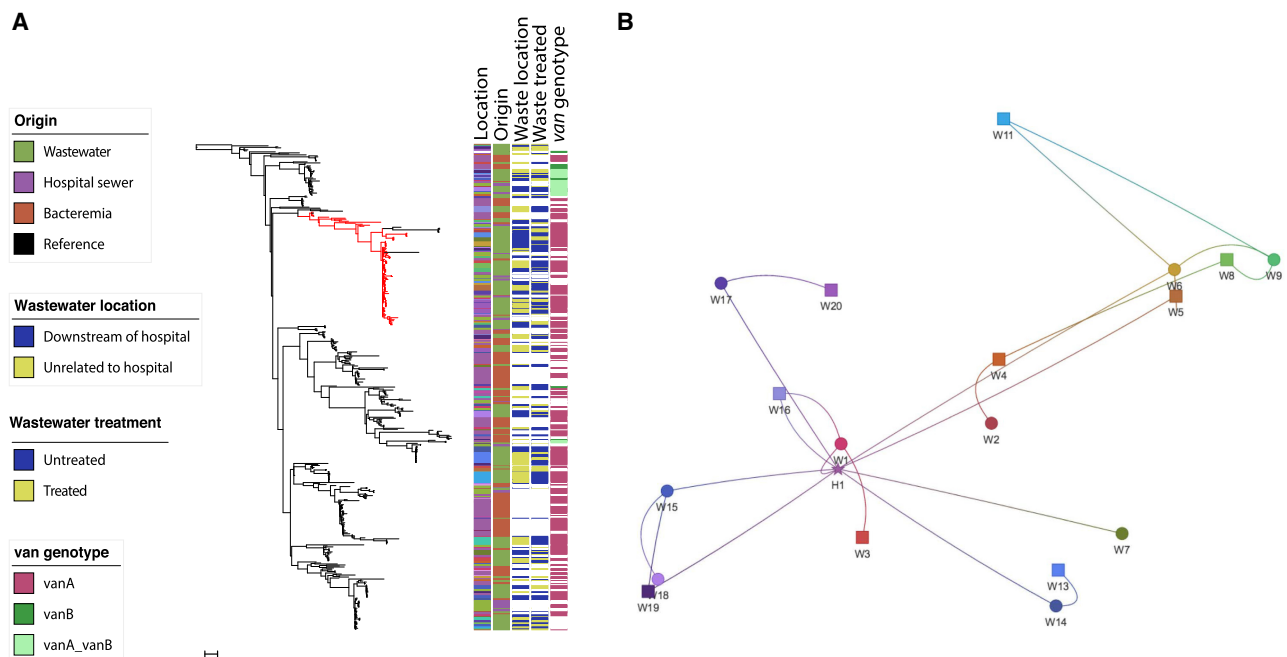 A
B
Location
Origin
Waste location
Waste treated
van genotype
Origin
Wastewater
Hospital sewer
Bacteremia
Reference
Wastewater location
Downstream of hospital
Unrelated to hospital
Wastewater treatment
Untreated
Treated
van genotype
vanA
vanB
vanA_vanB
W11
W6
W8
W9
W5
W17
W20
W4
W16
W2
W1
H1
W15
W3
W7
W13
W18
W19
W14